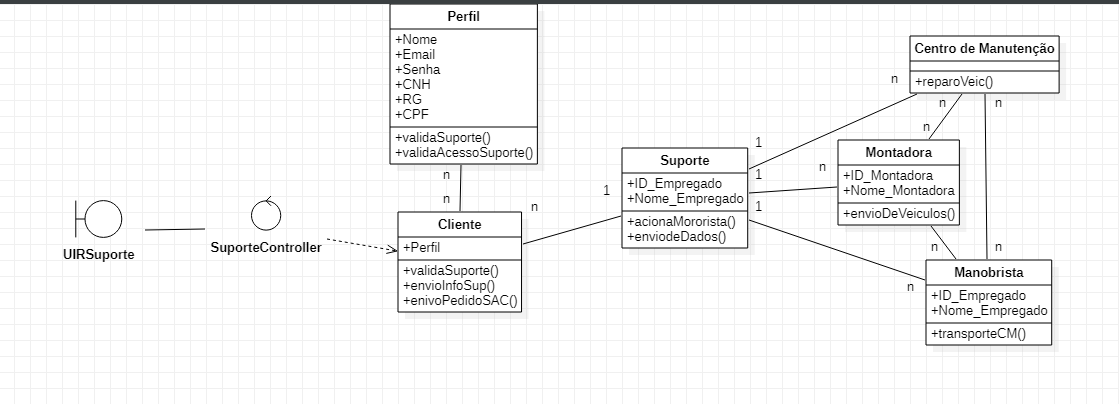 Perfil
+Nome
+Email
+Senha
+CNH
+RG
+CPF
+validaSuporte()
+validaAcessoSuporte()
n
n
UIRSuporte
SuporteController
Cliente
+Perfil
+validaSuporte()
+envioInfoSup()
+enivoPedidoSAC()
n
1
Suporte
+ID_Empregado
+Nome_Empregado
+acionaMororista()
+enviodeDados()
1
n
1
n
1
n
Centro de Manutenção
+reparoVeic()
n
n
n
n
Montadora
+ID_Montadora
+Nome_Montadora
+envioDeVeiculos()
n
Manobrista
+ID_Empregado
+Nome_Empregado
+transporteCM()